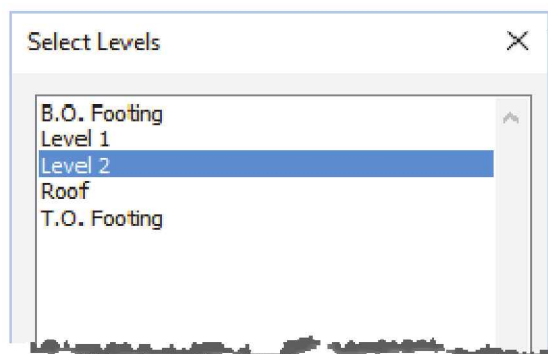 Select Levels
B.O. Footing
Level 1
Level 2
Roof
T.O. Footing